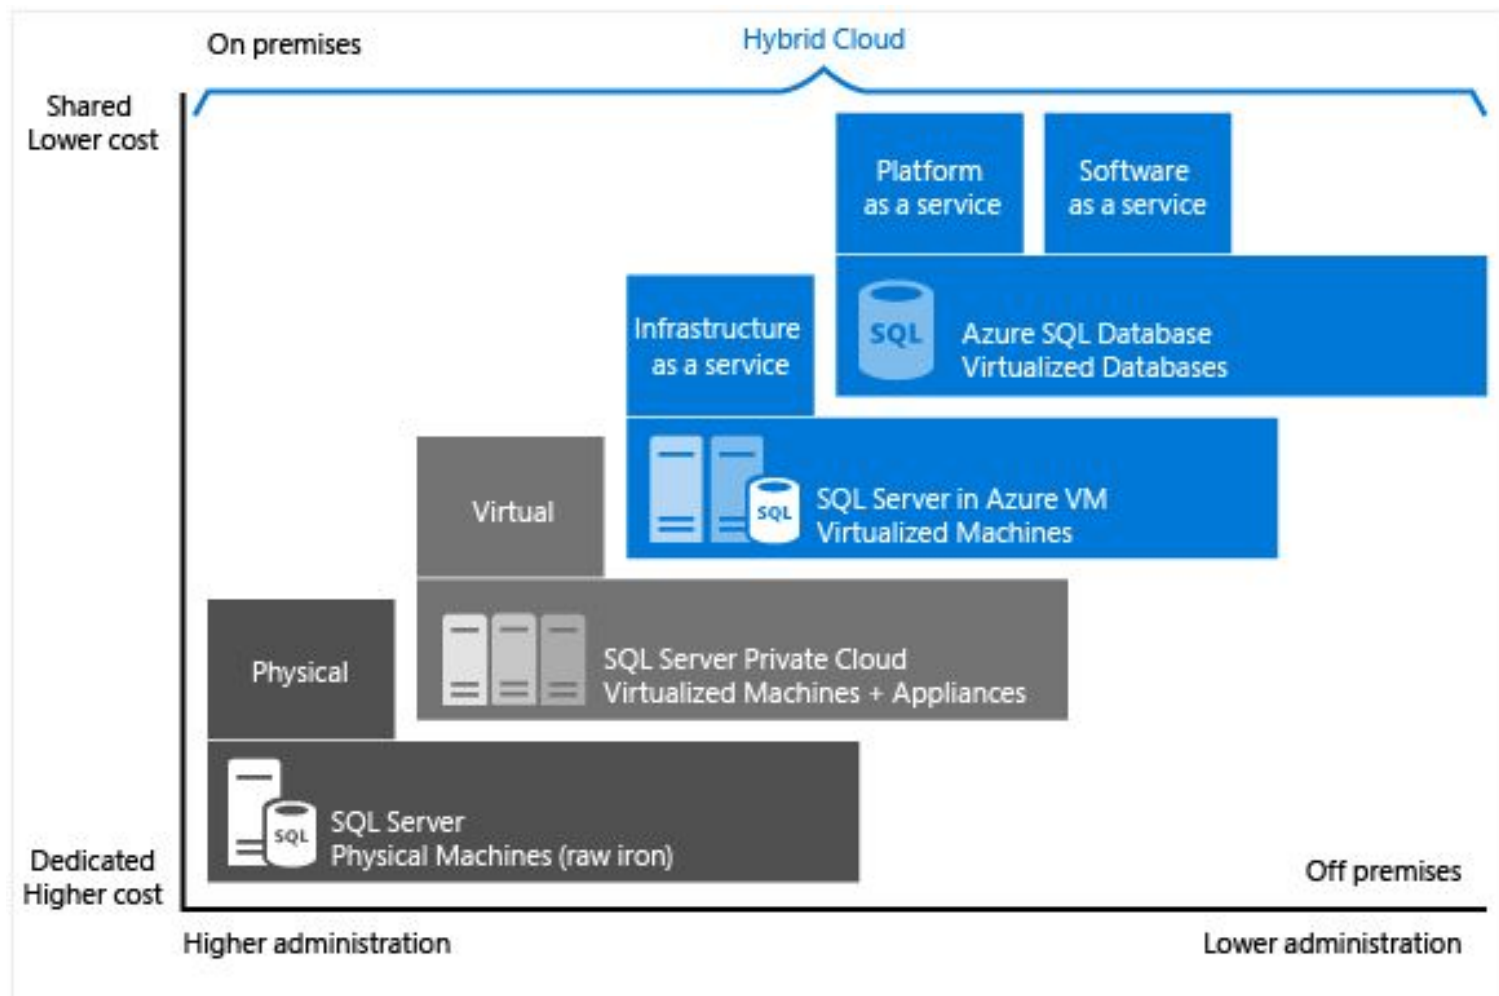 On premises
Hybrid Cloud
Shared
Lower cost
Platform
as a service
Software
as a service
Infrastructure
as a service
SQL
Azure SQL Database
Virtualized Databases
Virtual
SQL
SQL Server in Azure VM
Virtualized Machines
Physical
SQL Server Private Cloud
Virtualized Machines + Appliances
SQL
SQL Server
Physical Machines (raw iron)
Dedicated
Higher cost
Off premises
Higher administration
Lower administration